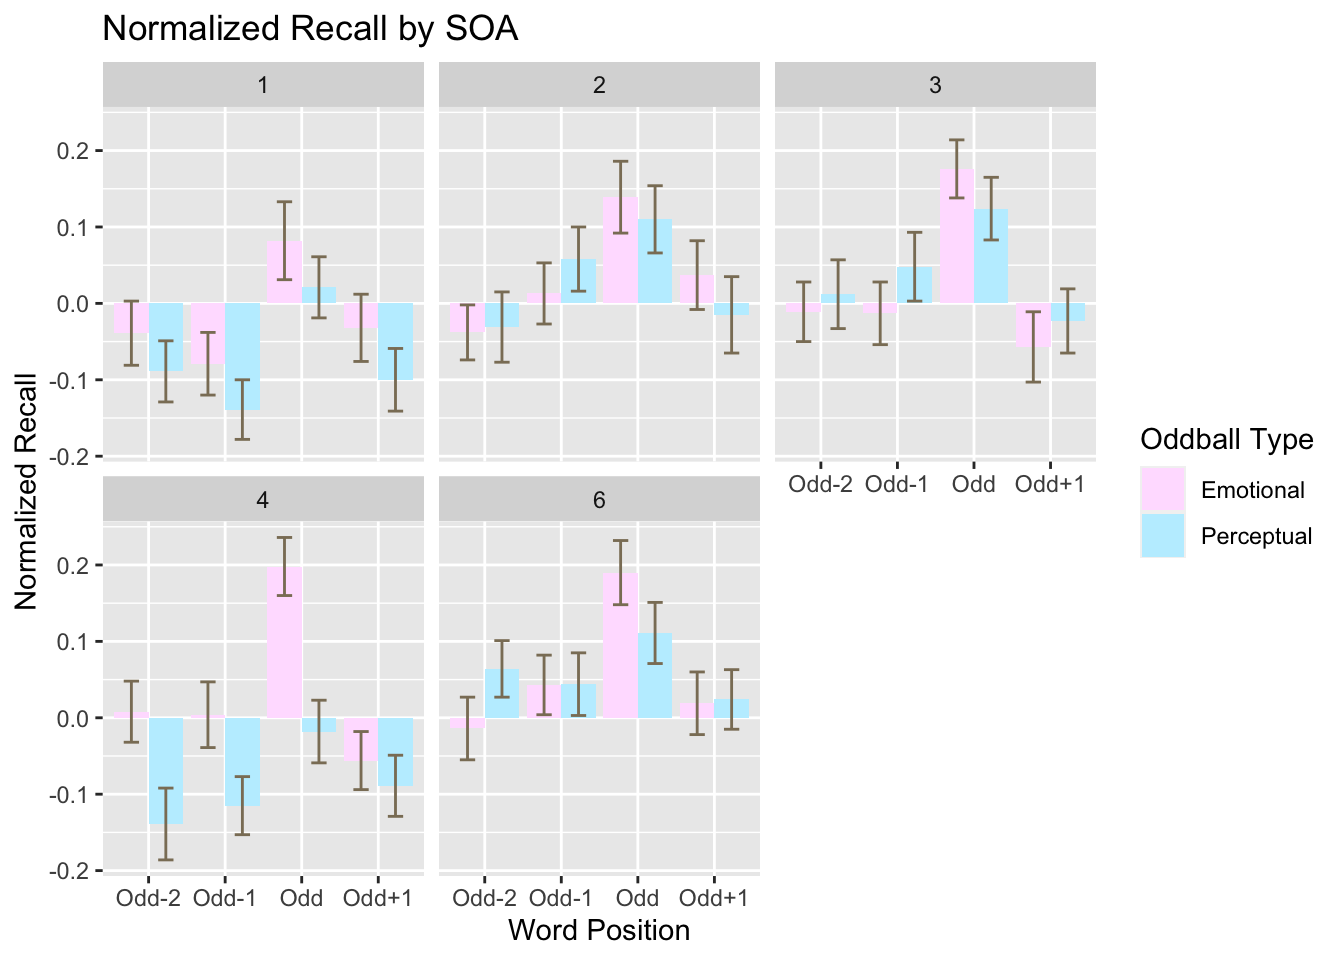 Normalized Recall by SOA
1
2
3
0.2
0.1
0.0
-0.1
-0.2
Odd-2 Odd-1 Odd Odd+1
4
6
0.2
0.1
0.0
-0.1
-0.2
Odd-2 Odd-1 Odd Odd+1
Odd-2 Odd-1 Odd Odd+1
Word Position
Normalized Recall
Oddball Type
Emotional
Perceptual